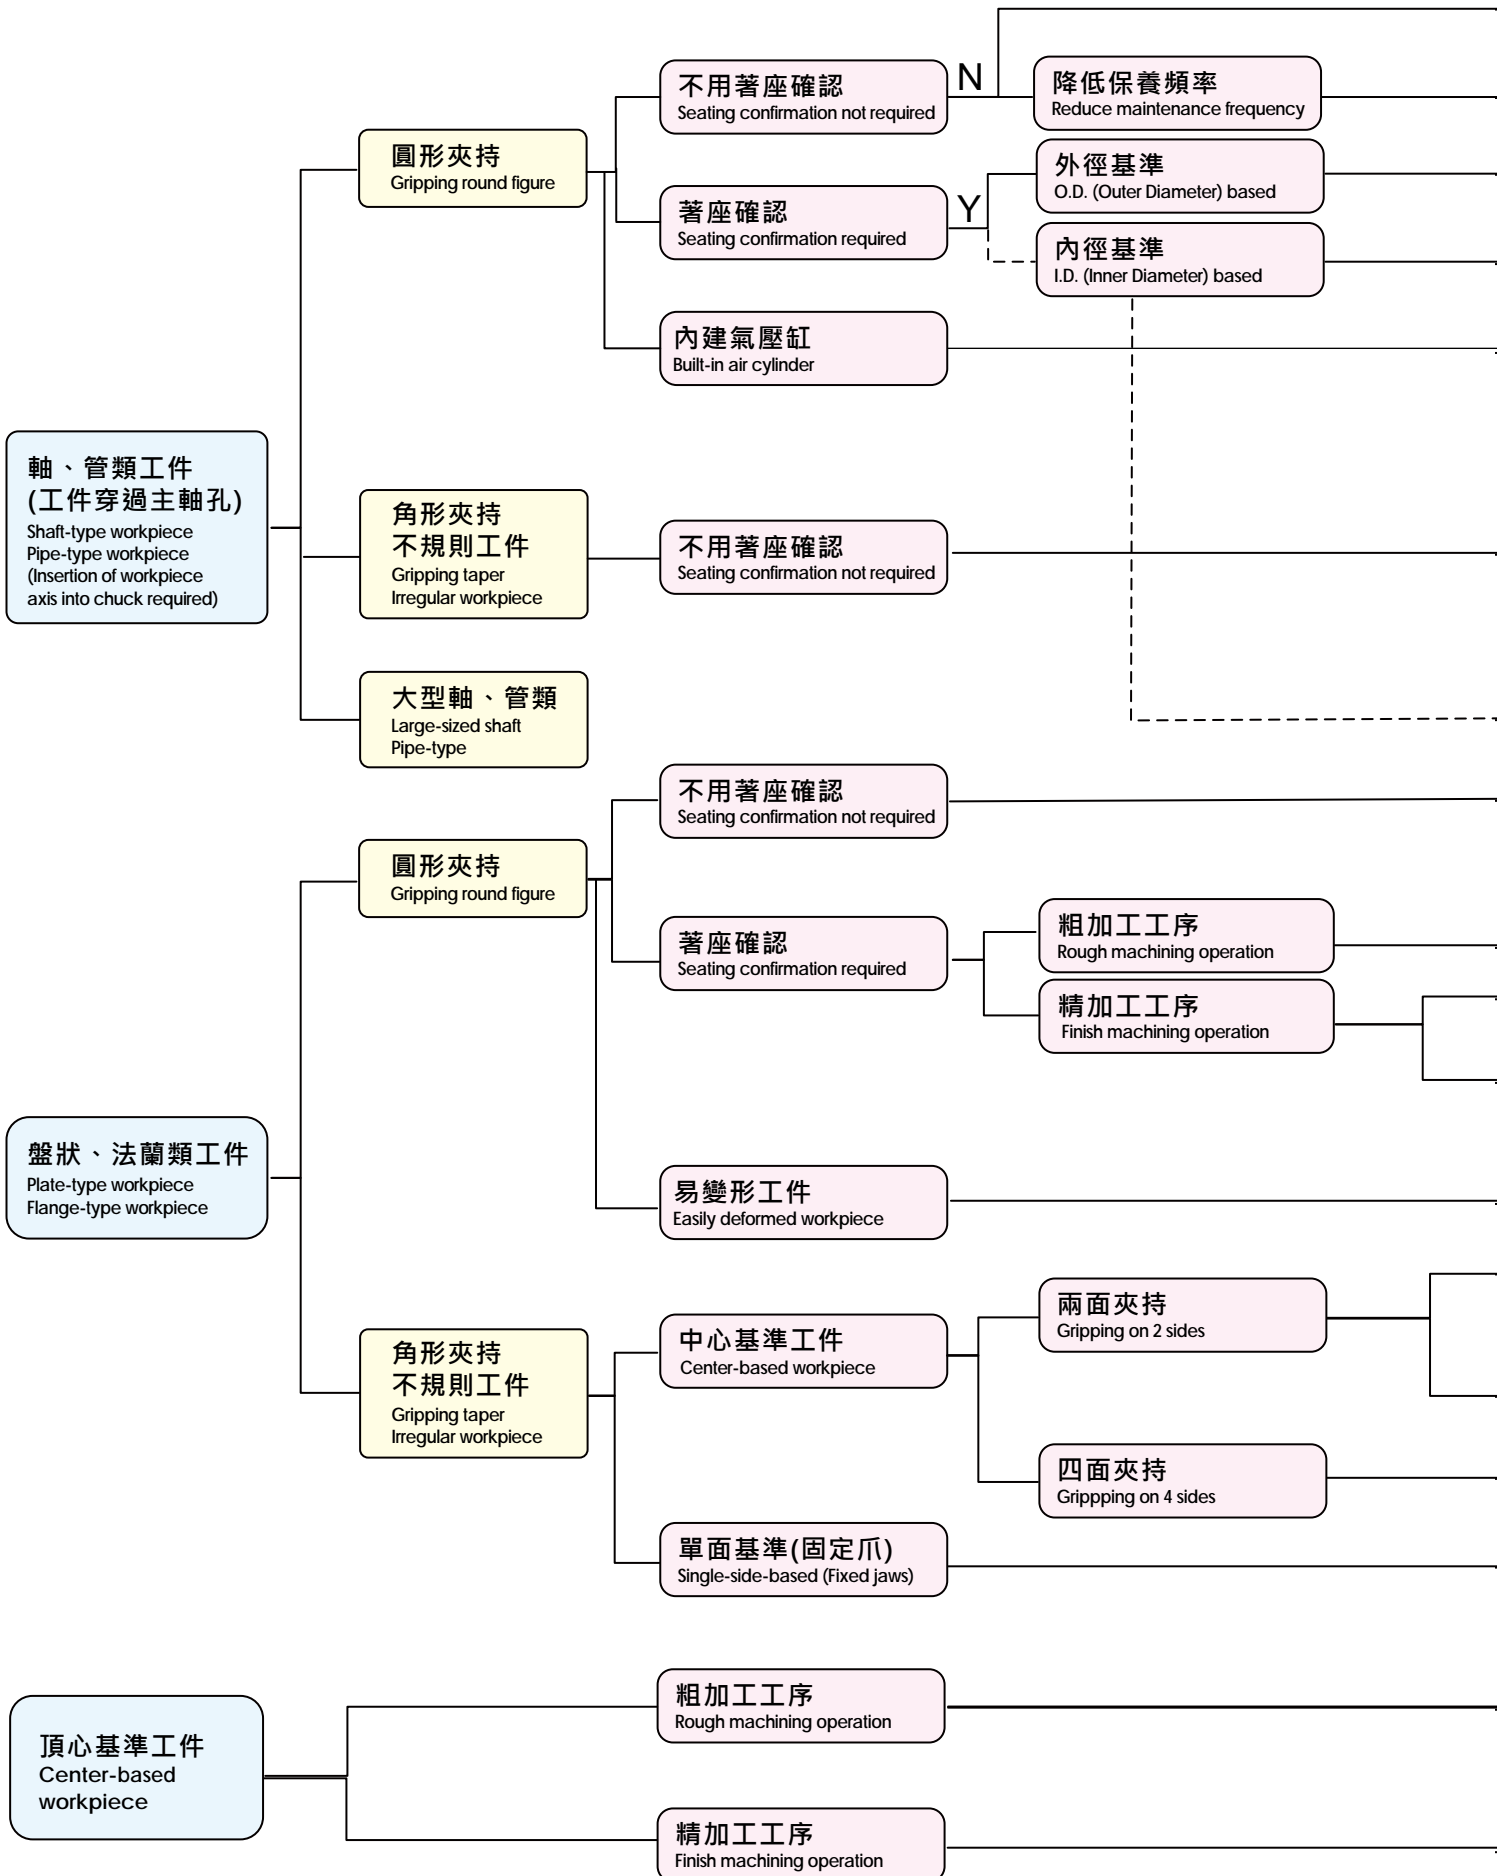 不用著座確認
Seating confirmation not required
N
降低保養頻率
Reduce maintenance frequency
圓形夾持
Gripping round figure
外徑基準
O.D. (Outer Diameter) based
著座確認
Seating confirmation required
Y
內徑基準
I.D. (Inner Diameter) based
內建氣壓缸
Built-in air cylinder
軸、管類工件
(工件穿過主軸孔)
Shaft-type workpiece
Pipe-type workpiece
(Insertion of workpiece
axis into chuck required)
角形夾持
不規則工件
Gripping taper
Irregular workpiece
不用著座確認
Seating confirmation not required
大型軸、管類
Large-sized shaft
Pipe-type
不用著座確認
Seating confirmation not required
圓形夾持
Gripping round figure
著座確認
Seating confirmation required
粗加工工序
Rough machining operation
精加工工序
Finish machining operation
盤狀、法蘭類工件
Plate-type workpiece
Flange-type workpiece
易變形工件
Easily deformed workpiece
角形夾持
不規則工件
Gripping taper
Irregular workpiece
中心基準工件
Center-based workpiece
兩面夾持
Gripping on 2 sides
四面夾持
Grippping on 4 sides
單面基準(固定爪)
Single-side-based (Fixed jaws)
頂心基準工件
Center-based
workpiece
粗加工工序
Rough machining operation
精加工工序
Finish machining operation